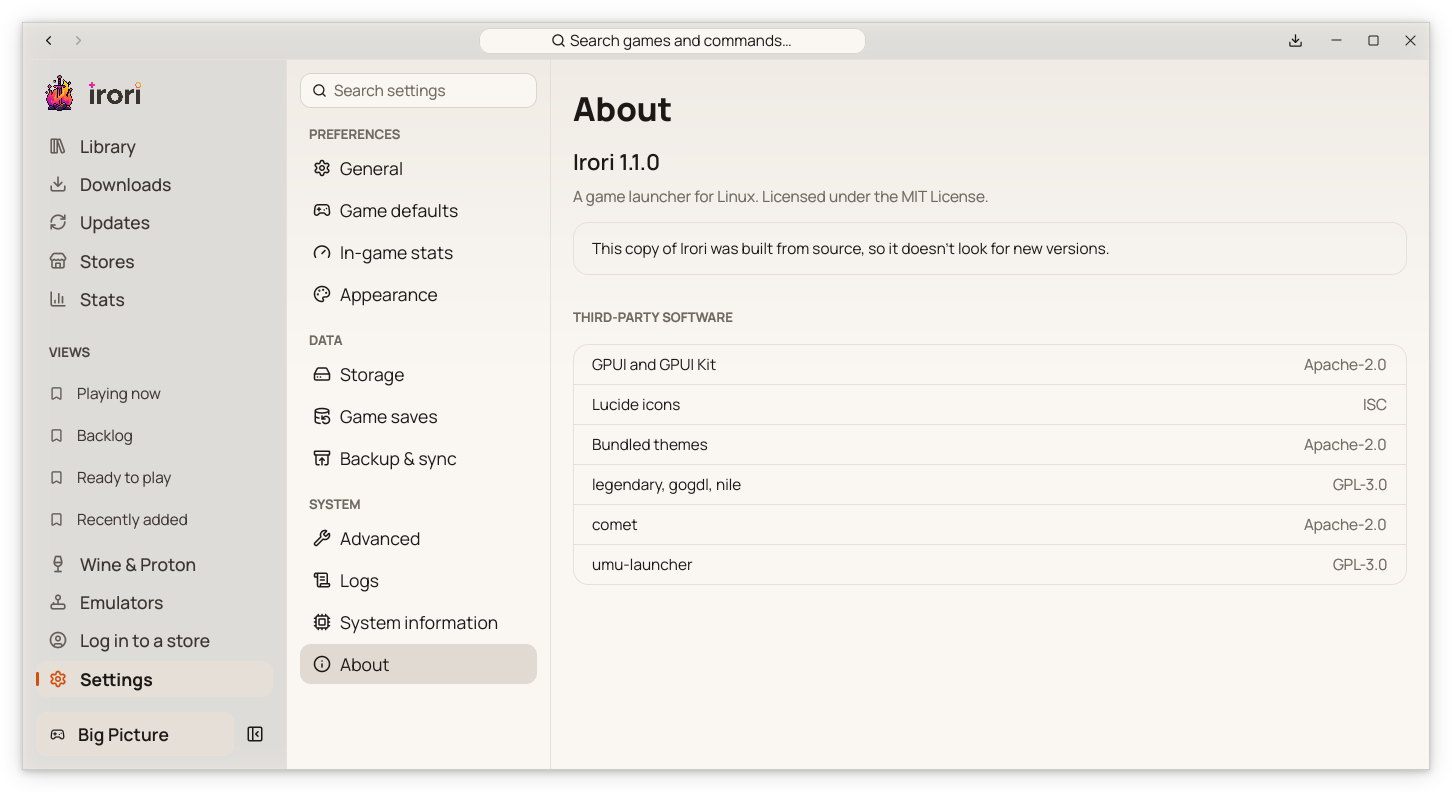 Search games and commands...
irori
Library
Downloads
Updates
Stores
Stats
VIEWS
Playing now
Backlog
Ready to play
Recently added
Wine & Proton
Emulators
Log in to a store
Settings
Big Picture
Search settings
PREFERENCES
General
Game defaults
In-game stats
Appearance
DATA
Storage
Game saves
Backup & sync
SYSTEM
Advanced
Logs
System information
About
About
Irori 1.1.0
A game launcher for Linux. Licensed under the MIT License.
This copy of Irori was built from source, so it doesn't look for new versions.
THIRD-PARTY SOFTWARE
GPUI and GPUI Kit Apache-2.0
Lucide icons ISC
Bundled themes Apache-2.0
legendary, gogdl, nile GPL-3.0
comet Apache-2.0
umu-launcher GPL-3.0